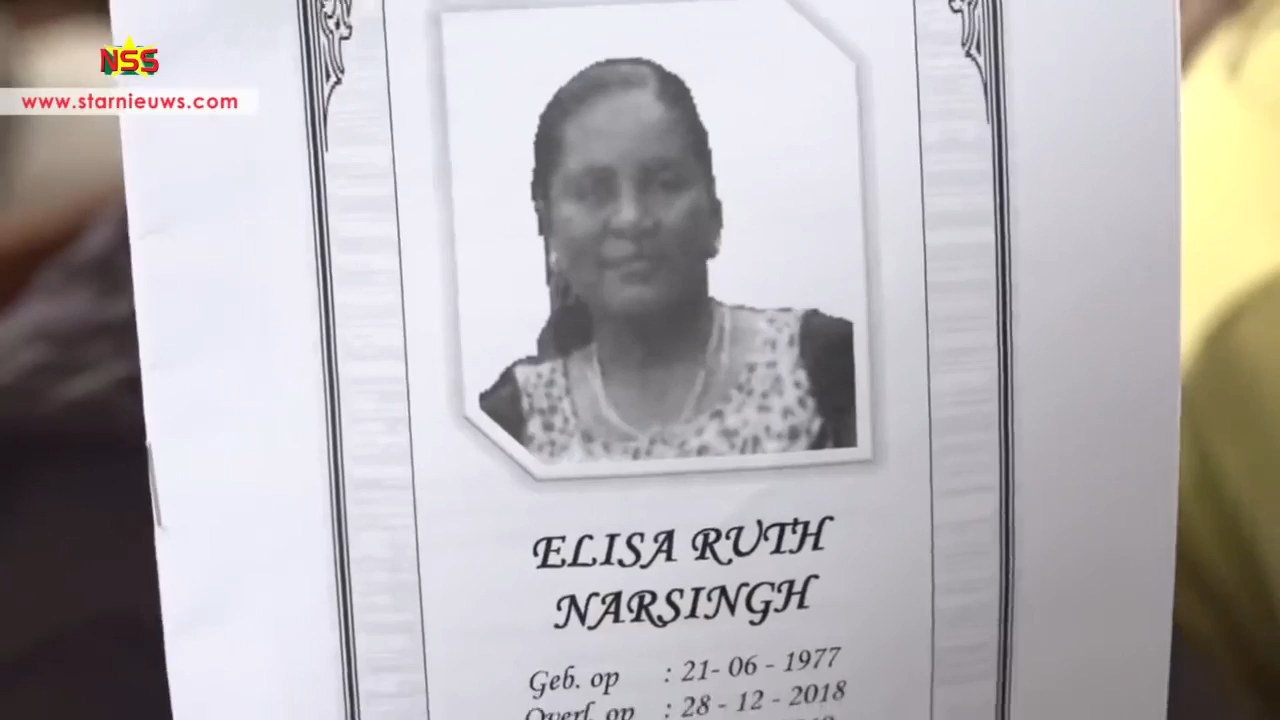 NSS
www.starnieuws.com
ELISA RUTH
NARSINGH
Geb. op : 21- 06 - 1977
Overl. op : 28 - 12 - 2018